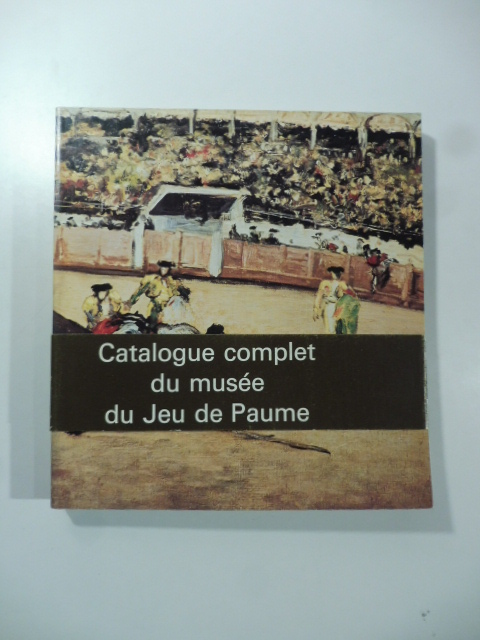 Catalogue complet
du musée
du Jeu de Paume